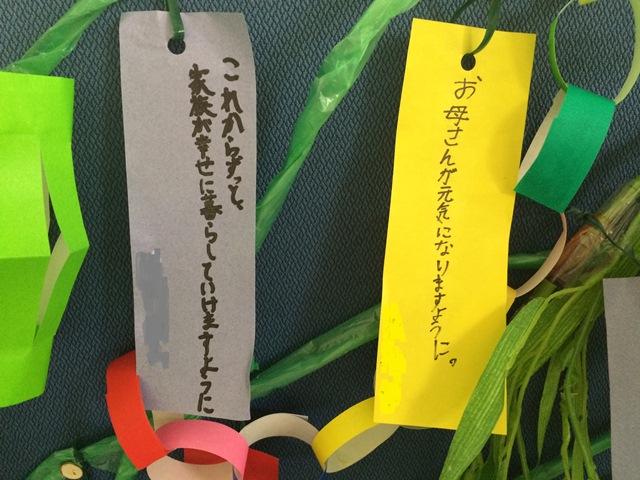 お母さんが元気になりますように。
これからずっと、
家族が幸せに暮らしていけますように